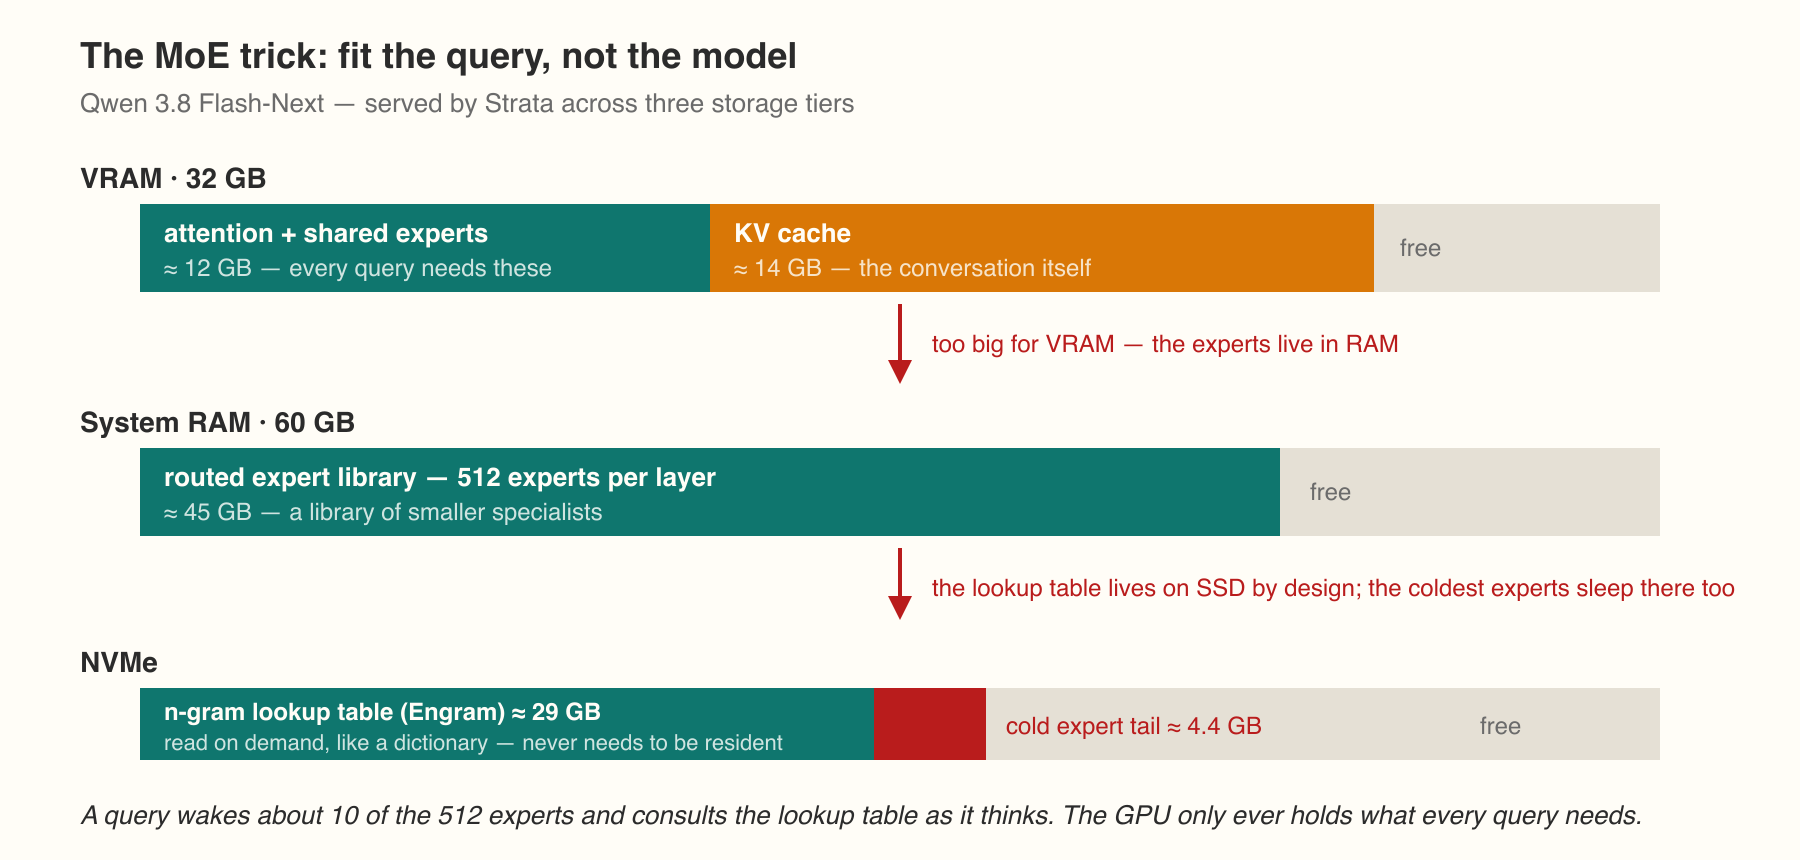 The MoE trick: fit the query, not the model
Qwen 3.8 Flash-Next — served by Strata across three storage tiers
VRAM · 32 GB
attention + shared experts
≈ 12 GB — every query needs these
KV cache
≈ 14 GB — the conversation itself
free
too big for VRAM — the experts live in RAM
System RAM · 60 GB
routed expert library — 512 experts per layer
≈ 45 GB — a library of smaller specialists
free
the lookup table lives on SSD by design; the coldest experts sleep there too
NVMe
n-gram lookup table (Engram) ≈ 29 GB
read on demand, like a dictionary — never needs to be resident
cold expert tail ≈ 4.4 GB
free
A query wakes about 10 of the 512 experts and consults the lookup table as it thinks. The GPU only ever holds what every query needs.